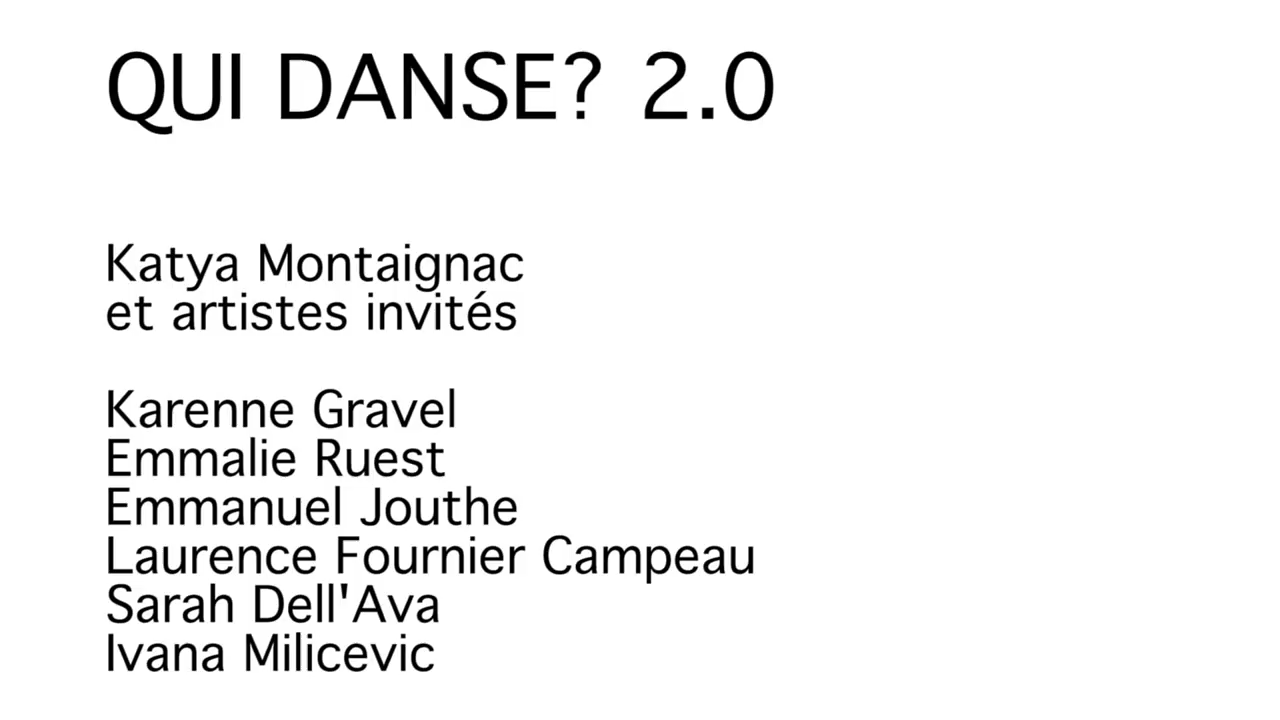 QUI DANSE? 2.0
Katya Montaignac
et artistes invités
Karenne Gravel
Emmalie Ruest
Emmanuel Jouthe
Laurence Fournier Campeau
Sarah Dell'Ava
Ivana Milicevic